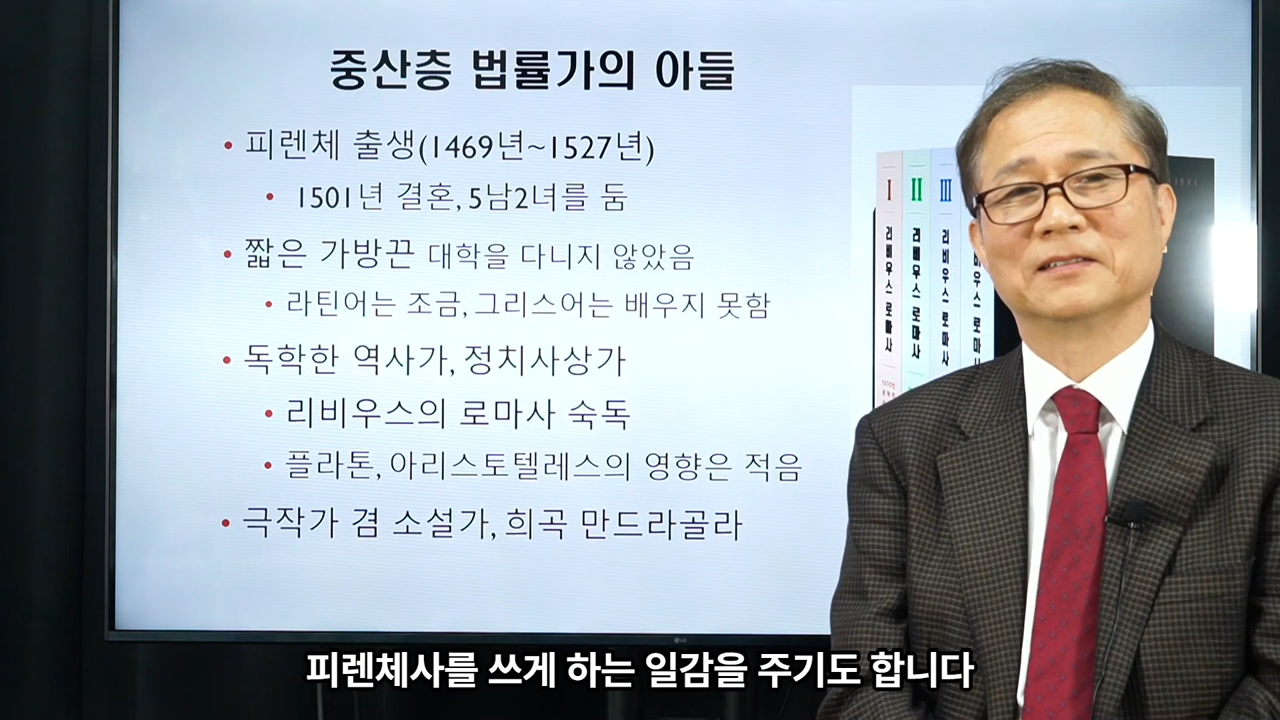 중산층 법률가의 아들
• 피렌체 출생(1469년~1527년)
• 1501년 결혼, 5남2녀를 둠
• 짧은 가방끈 대학을 다니지 않았음
• 라틴어는 조금, 그리스어는 배우지 못함
• 독학한 역사가, 정치사상가
• 리비우스의 로마사 숙독
• 플라톤, 아리스토텔레스의 영향은 적음
• 극작가 겸 소설가, 희곡 만드라골라
I 리비우스 로마사
II 리비우스 로마사
III 리비우스 로마사
리비우스 로마사
LG
피렌체사를 쓰게 하는 일감을 주기도 합니다